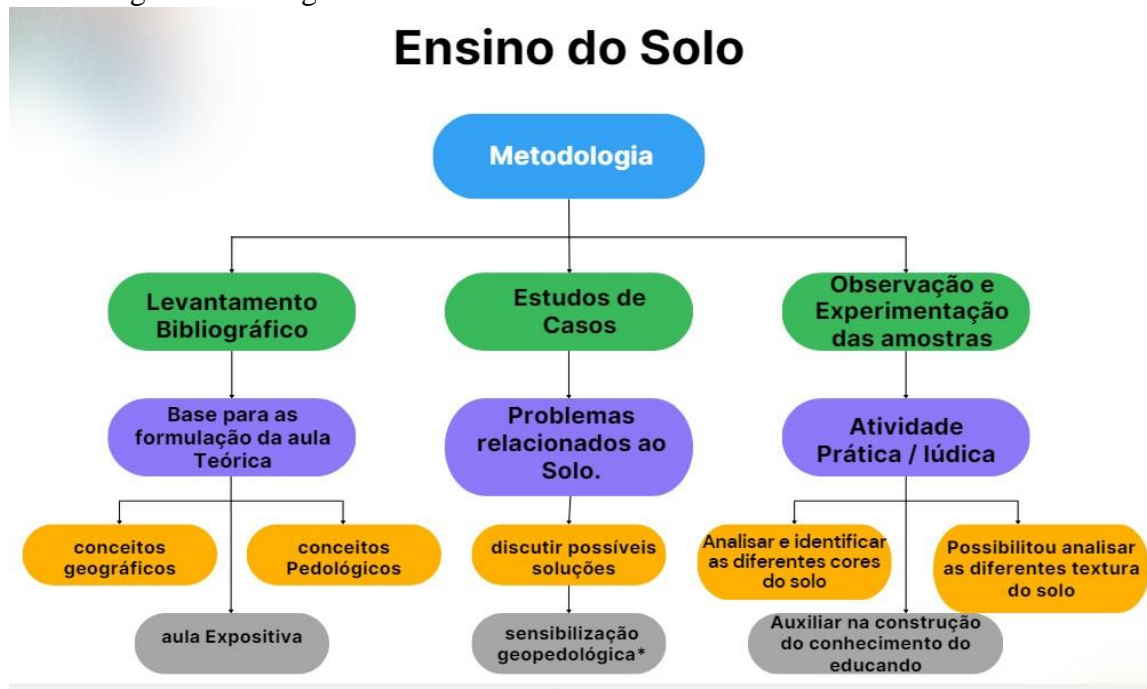 Ensino do Solo
Metodologia
Levantamento
Bibliográfico
Estudos de
Casos
Observação e
Experimentação
das amostras
Base para as
formulação da aula
Teórica
Problemas
relacionados ao
Solo.
Atividade
Prática / lúdica
conceitos
geográficos
conceitos
Pedológicos
discutir possíveis
soluções
Analisar e identificar
as diferentes cores
do solo
Possibilitou analisar
as diferentes textura
do solo
aula Expositiva
sensibilização
geopedológica*
Auxiliar na construção
do conhecimento do
educando